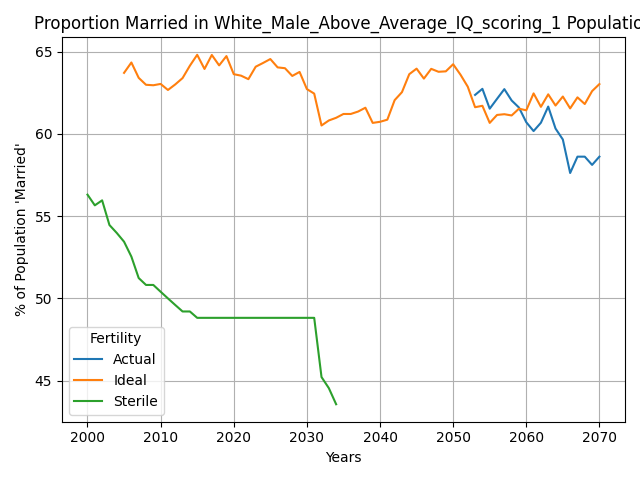 Proportion Married in White_Male_Above_Average_IQ_scoring_1 Populatio
% of Population 'Married'
65
60
55
50
45
Fertility
Actual
Ideal
Sterile
2000 2010 2020 2030 2040 2050 2060 2070
Years